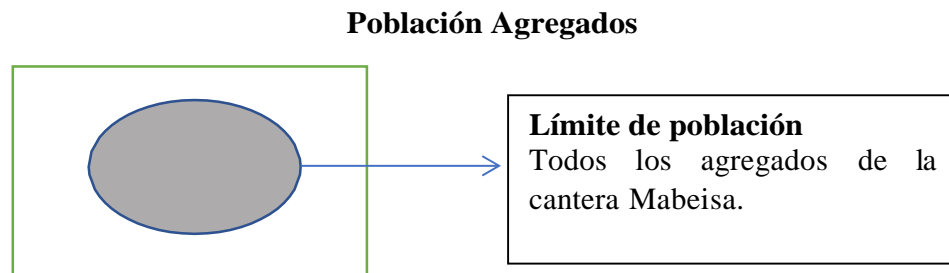 Población Agregados
Límite de población
Todos los agregados de la
cantera Mabeisa.